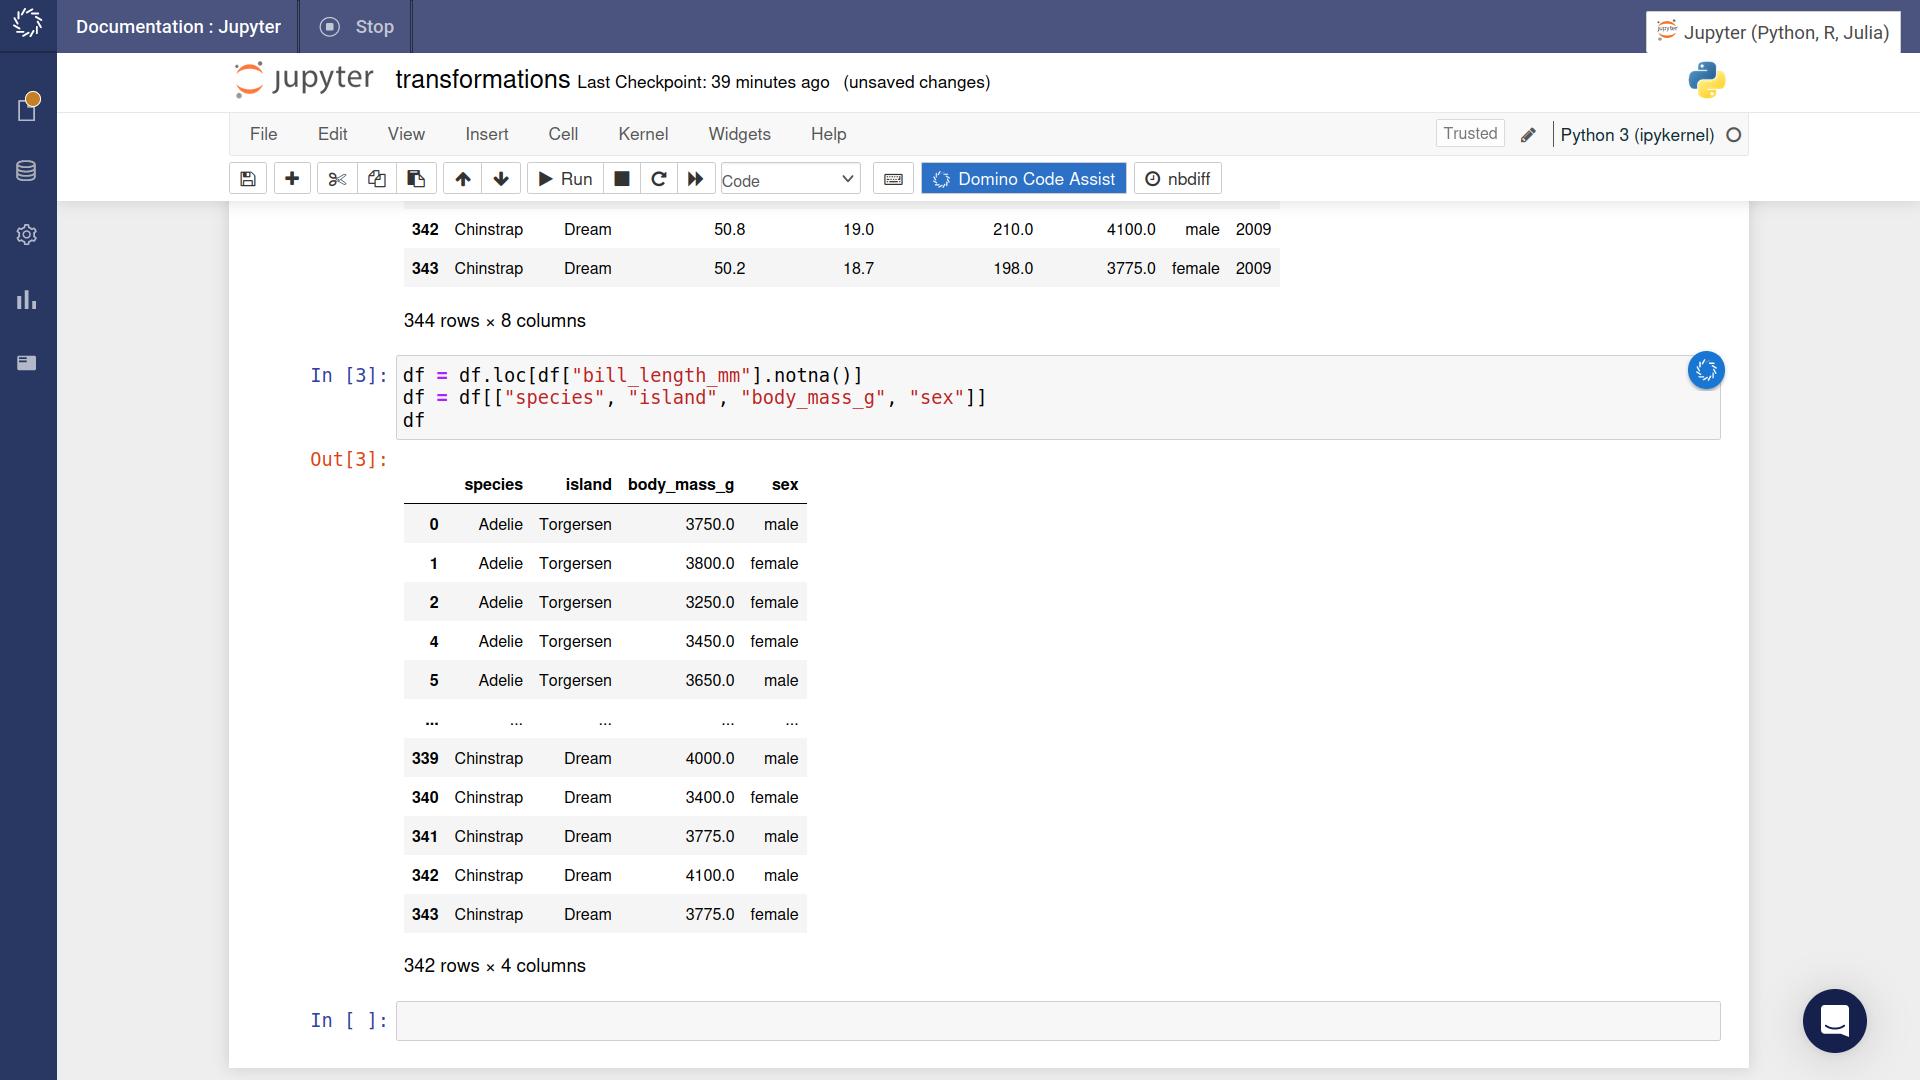 Documentation : Jupyter Stop
Jupyter (Python, R, Julia)
jupyter transformations Last Checkpoint: 39 minutes ago (unsaved changes)
File Edit View Insert Cell Kernel Widgets Help Trusted Python 3 (ipykernel)
Run Code Domino Code Assist nbdiff
342 Chinstrap Dream 50.8 19.0 210.0 4100.0 male 2009
343 Chinstrap Dream 50.2 18.7 198.0 3775.0 female 2009
344 rows × 8 columns
In [3]: df = df.loc[df["bill_length_mm"].notna()]
df = df[["species", "island", "body_mass_g", "sex"]]
df
Out[3]:
species island body_mass_g sex
0 Adelie Torgersen 3750.0 male
1 Adelie Torgersen 3800.0 female
2 Adelie Torgersen 3250.0 female
4 Adelie Torgersen 3450.0 female
5 Adelie Torgersen 3650.0 male
... ... ... ... ...
339 Chinstrap Dream 4000.0 male
340 Chinstrap Dream 3400.0 female
341 Chinstrap Dream 3775.0 male
342 Chinstrap Dream 4100.0 male
343 Chinstrap Dream 3775.0 female
342 rows × 4 columns
In [ ]: